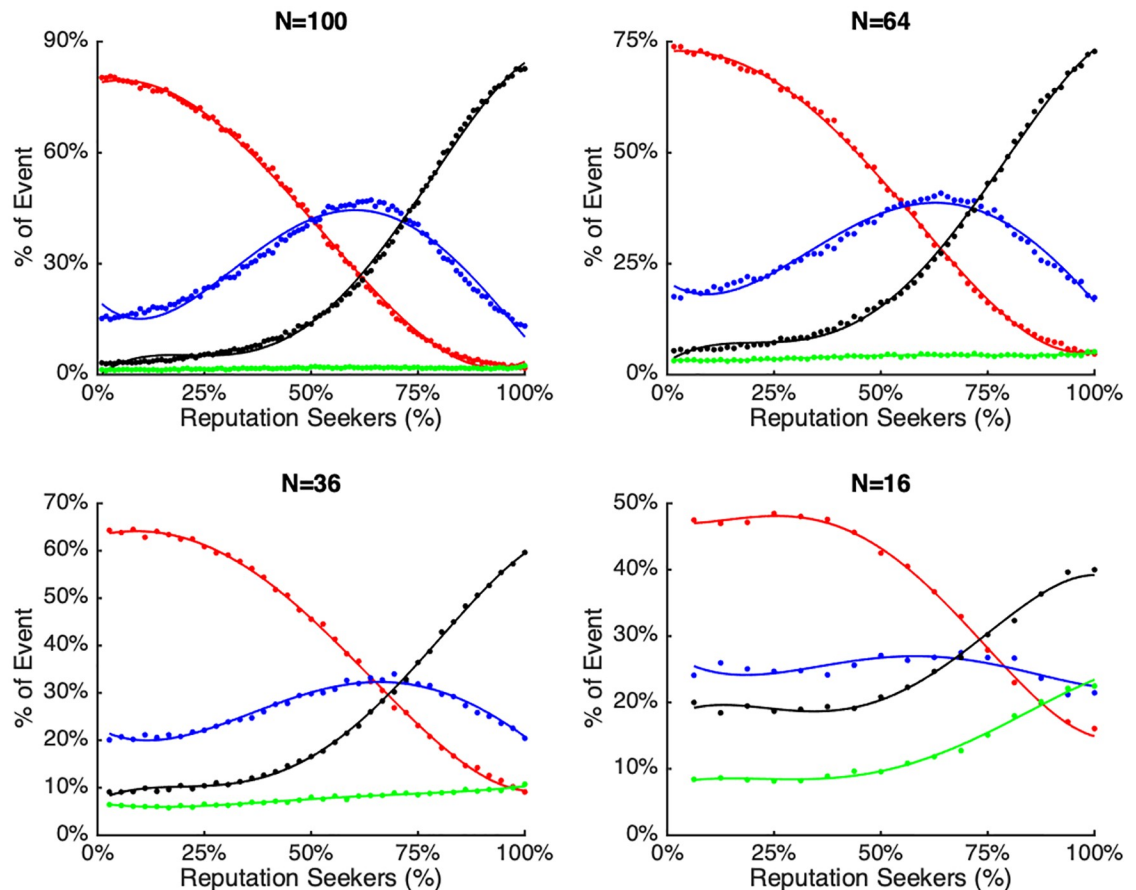 N=100
90%
60%
30%
0%
% of Event
0% 25% 50% 75% 100%
Reputation Seekers (%)
N=64
75%
50%
25%
0%
% of Event
0% 25% 50% 75% 100%
Reputation Seekers (%)
N=36
70%
60%
50%
40%
30%
20%
10%
0%
% of Event
0% 25% 50% 75% 100%
Reputation Seekers (%)
N=16
50%
40%
30%
20%
10%
0%
% of Event
0% 25% 50% 75% 100%
Reputation Seekers (%)